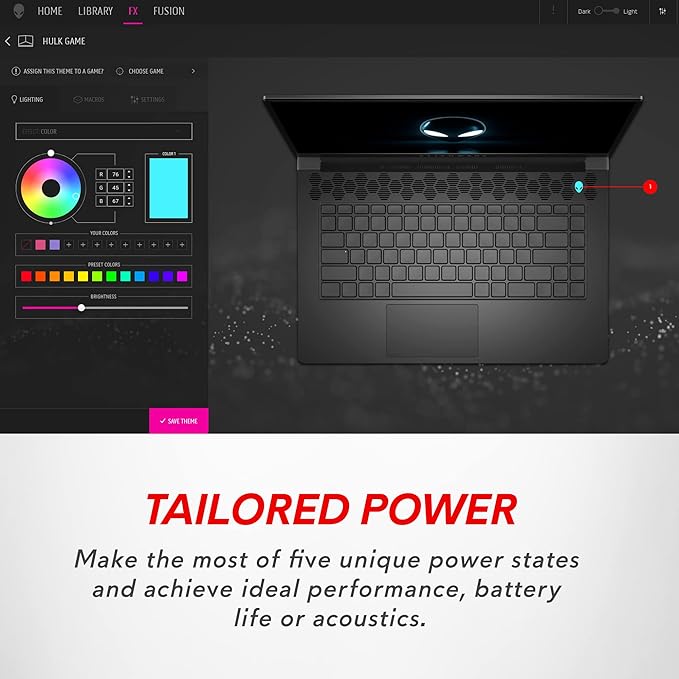 HOME LIBRARY FX FUSION
Dark Light
HULK GAME
ASSIGN THIS THEME TO A GAME? CHOOSE GAME
LIGHTING MACROS SETTINGS
EFFECT: COLOR
COLOR 1
R 76
G 45
B 67
YOUR COLORS
PRESET COLORS
BRIGHTNESS
SAVE THEME
1
TAILORED POWER
Make the most of five unique power states
and achieve ideal performance, battery
life or acoustics.